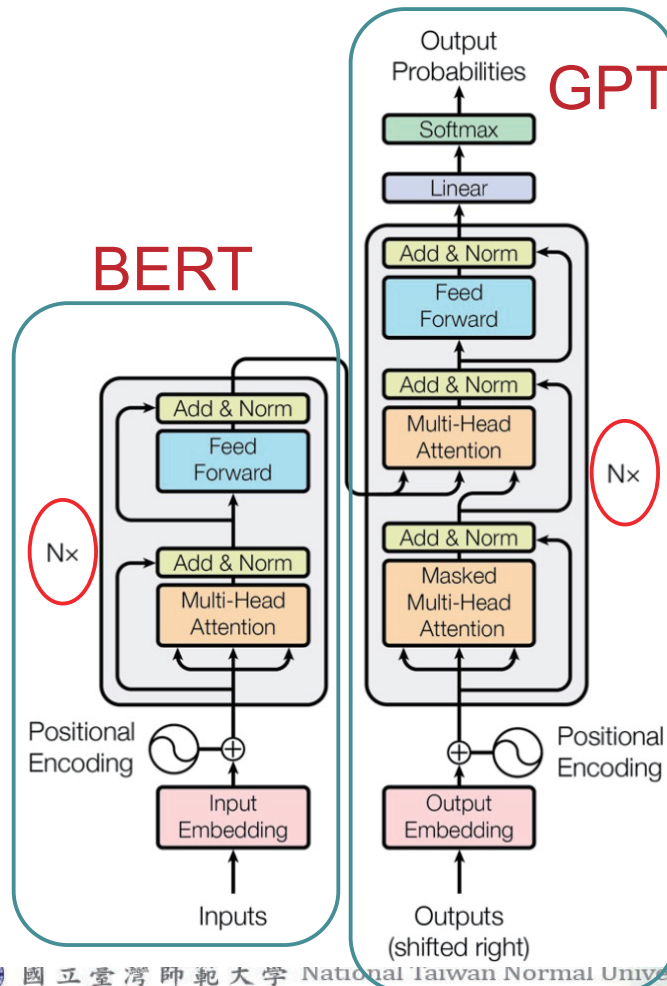 BERT
Add & Norm
Feed
Forward
N×
Add & Norm
Multi-Head
Attention
Positional
Encoding
Input
Embedding
Inputs
GPT
Output
Probabilities
Softmax
Linear
Add & Norm
Feed
Forward
Add & Norm
Multi-Head
Attention
N×
Add & Norm
Masked
Multi-Head
Attention
Positional
Encoding
Output
Embedding
Outputs
(shifted right)
國立臺灣師範大學 National Taiwan Normal Unive